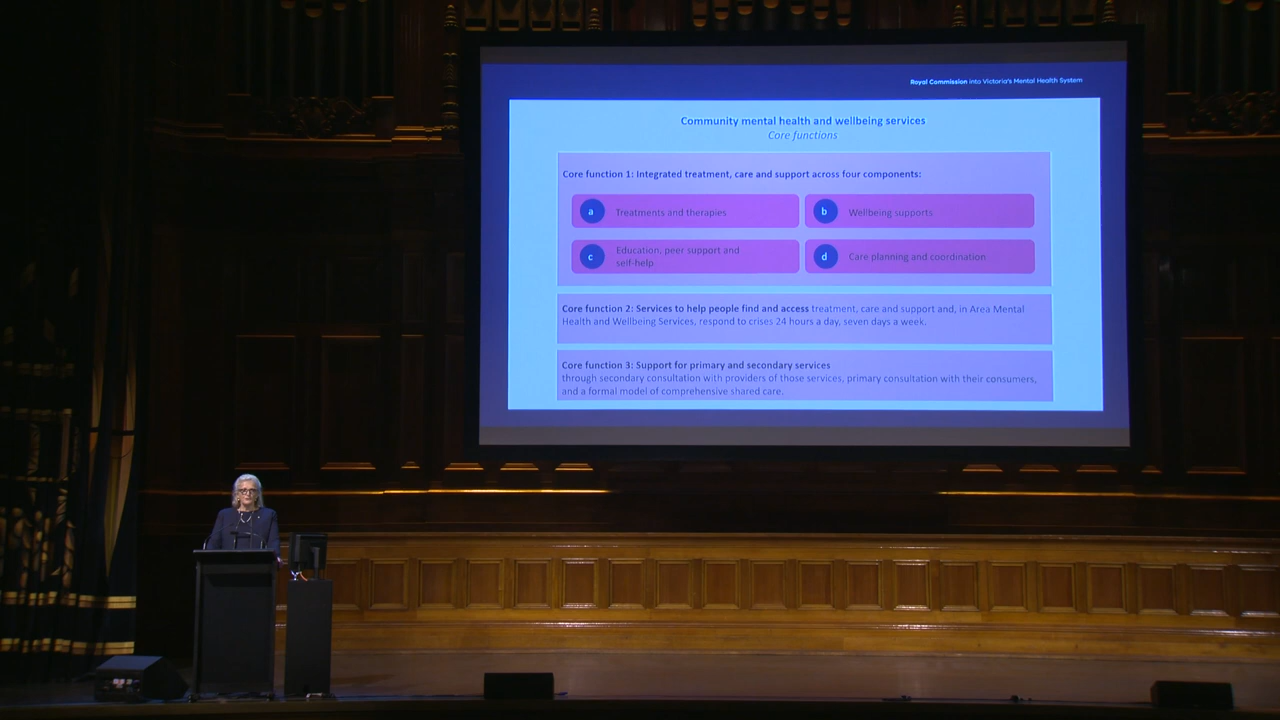 Royal Commission into Victoria's Mental Health System
Community mental health and wellbeing services
Core functions
Core function 1: Integrated treatment, care and support across four components:
a Treatments and therapies
b Wellbeing supports
c Education, peer support and
self-help
d Care planning and coordination
Core function 2: Services to help people find and access treatment, care and support and, in Area Mental
Health and Wellbeing Services, respond to crises 24 hours a day, seven days a week.
Core function 3: Support for primary and secondary services
through secondary consultation with providers of those services, primary consultation with their consumers,
and a formal model of comprehensive shared care.